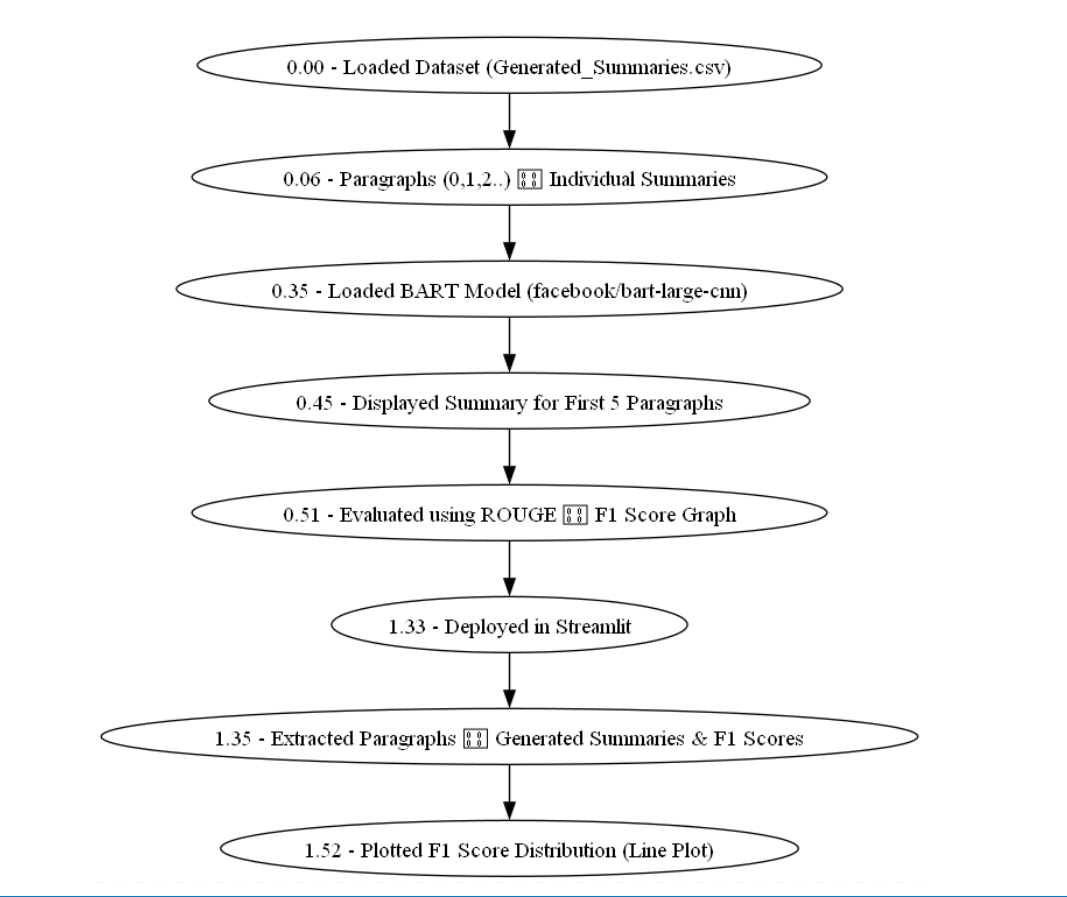 0.00 - Loaded Dataset (Generated_Summaries.csv)
0.06 - Paragraphs (0,1,2..) Individual Summaries
0.35 - Loaded BART Model (facebook/bart-large-cnn)
0.45 - Displayed Summary for First 5 Paragraphs
0.51 - Evaluated using ROUGE F1 Score Graph
1.33 - Deployed in Streamlit
1.35 - Extracted Paragraphs Generated Summaries & F1 Scores
1.52 - Plotted F1 Score Distribution (Line Plot)